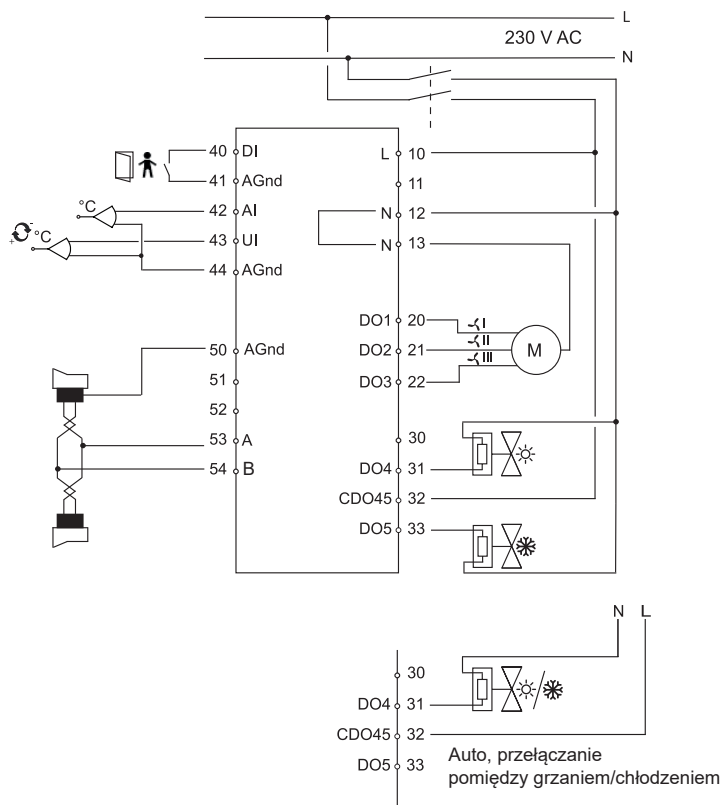 L
230 V AC
N
40 DI
41 AGnd
°C
42 AI
- °C
+
43 UI
44 AGnd
50 AGnd
51
52
53 A
54 B
L 10
11
N 12
N 13
DO1 20 I
DO2 21 II
DO3 22 III
M
30
DO4 31
CDO45 32
DO5 33
N L
30
DO4 31
CDO45 32
DO5 33
Auto, przełączanie
pomiędzy grzaniem/chłodzeniem